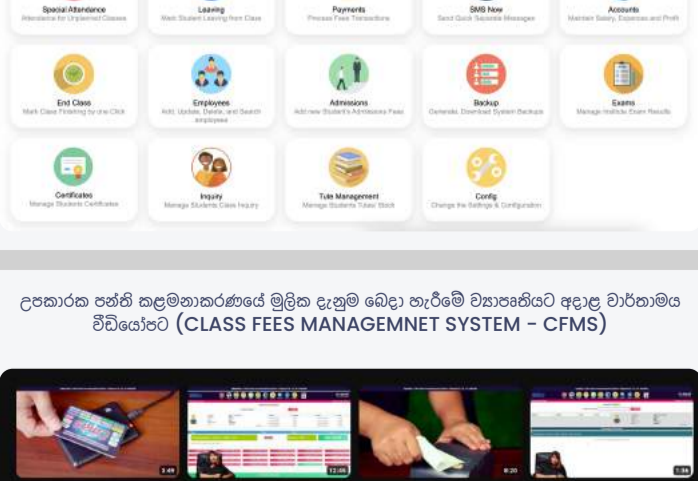 Special Attendance
Attendance for Unplanned Classes
Leaving
Mark Student Leaving from Class
Payments
Process Fees Transactions
SMS Now
Send Quick Separate Messages
Accounts
Maintain Salary, Expences and Profit
End Class
Mark Class Finishing by one Click
Employees
Add, Update, Delete, and Search
employees
Admissions
Add new Student's Admissions Fees
Backup
Generate, Download System Backups
Exams
Manage Institute Exam Results
Certificates
Manage Students Certificates
Inquiry
Manage Students Class Inquiry
Tute Management
Manage Students Tutes' Stock
Config
Change the Settings & Configuration
උපකාරක පන්ති කළමනාකරණයේ මුලික දැනුම බෙදා හැරීමේ ව්‍යාපෘතියට අදාළ වාර්තාමය
වීඩියෝපට (CLASS FEES MANAGEMNET SYSTEM - CFMS)
3:49
12:46
8:20
1:36